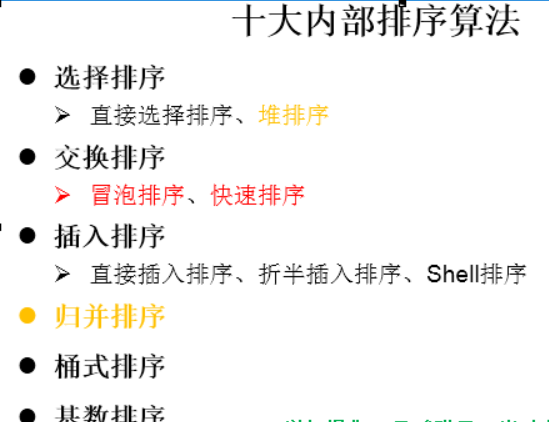 十大内部排序算法
选择排序
直接选择排序、堆排序
交换排序
冒泡排序、快速排序
插入排序
直接插入排序、折半插入排序、Shell排序
归并排序
桶式排序
基数排序